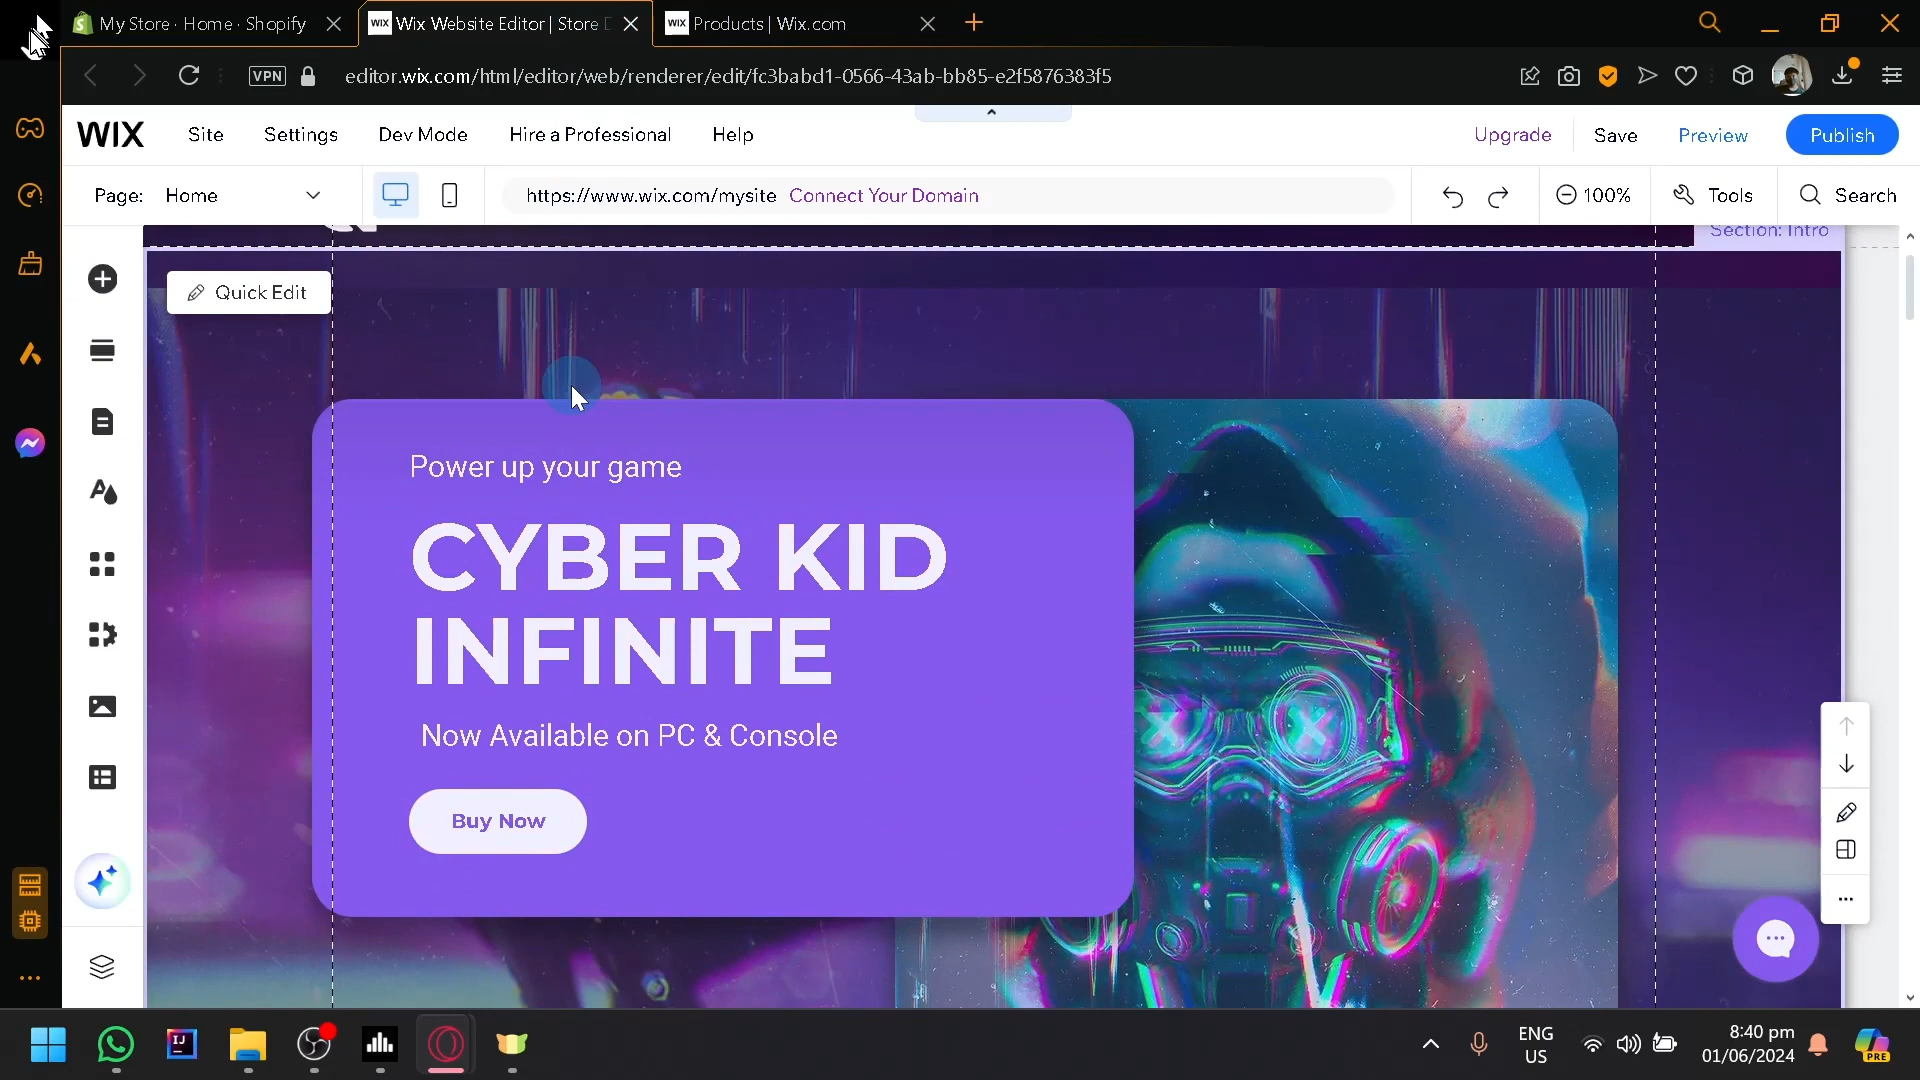 My Store · Home · Shopify
WIX Wix Website Editor | Store D
WIX Products | Wix.com
VPN
editor.wix.com/html/editor/web/renderer/edit/fc3babd1-0566-43ab-bb85-e2f5876383f5
WIX Site Settings Dev Mode Hire a Professional Help
Upgrade Save Preview Publish
Page: Home
https://www.wix.com/mysite Connect Your Domain
100% Tools Search
Section: Intro
Quick Edit
Power up your game
CYBER KID
INFINITE
Now Available on PC & Console
Buy Now
IJ
ENG
US
8:40 pm
01/06/2024
PRE